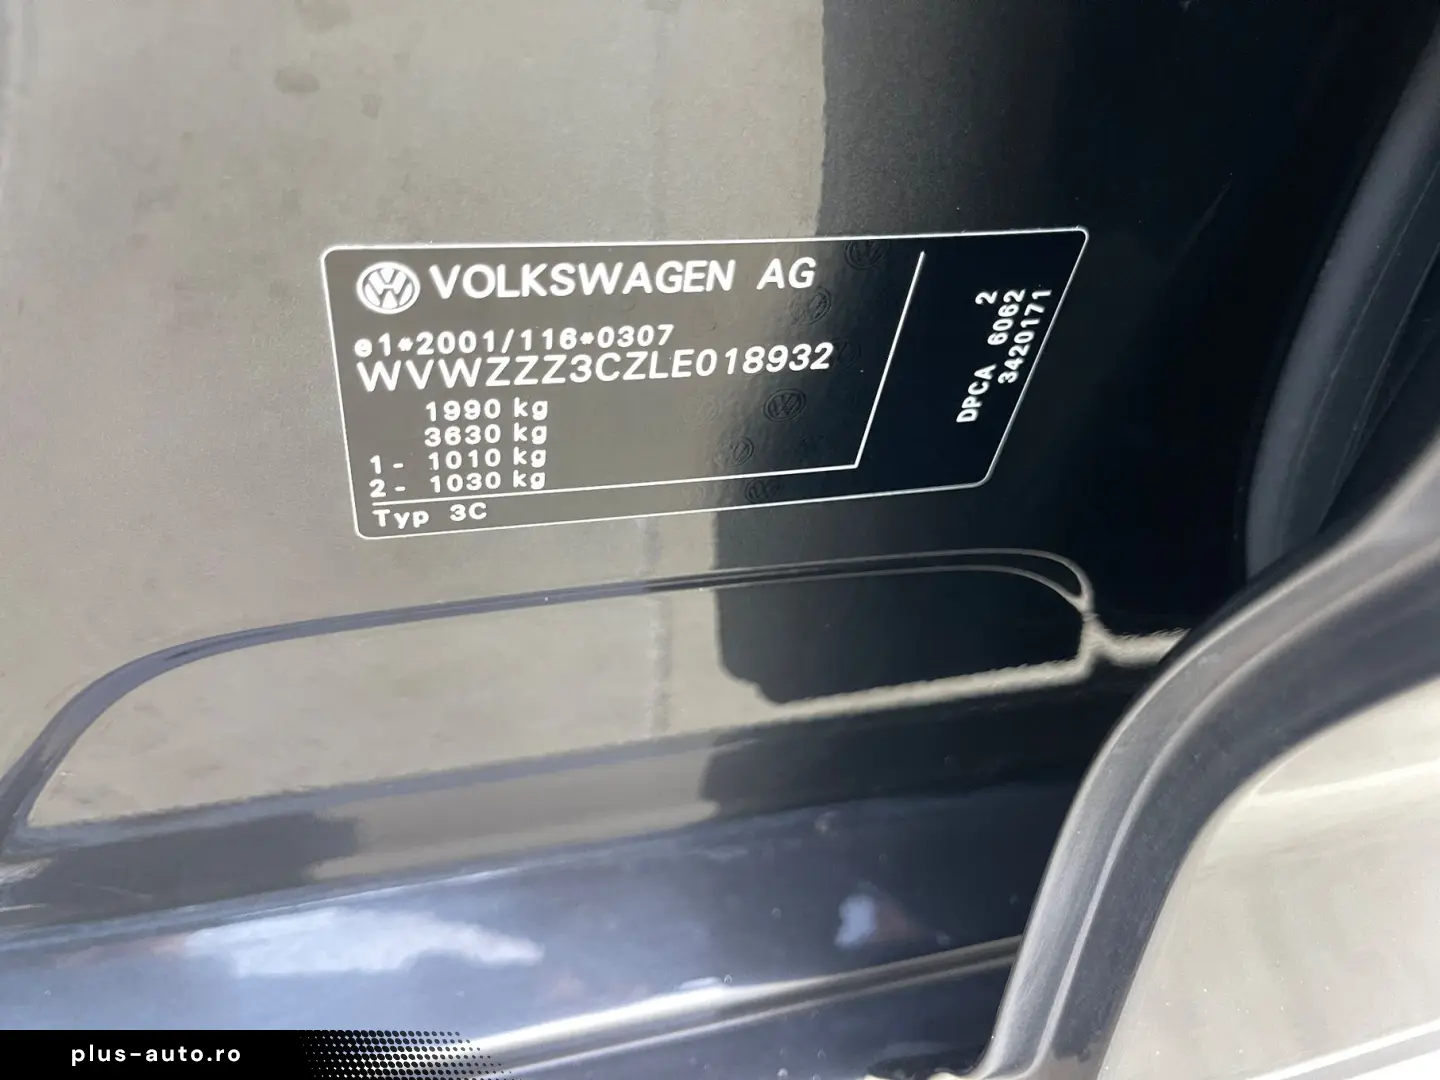 VOLKSWAGEN AG
e1*2001/116*0307
WVWZZZ3CZLE018932
1990 kg
3630 kg
1- 1010 kg
2- 1030 kg
Typ 3C
2
DPCA 6062
3420171
plus-auto.ro